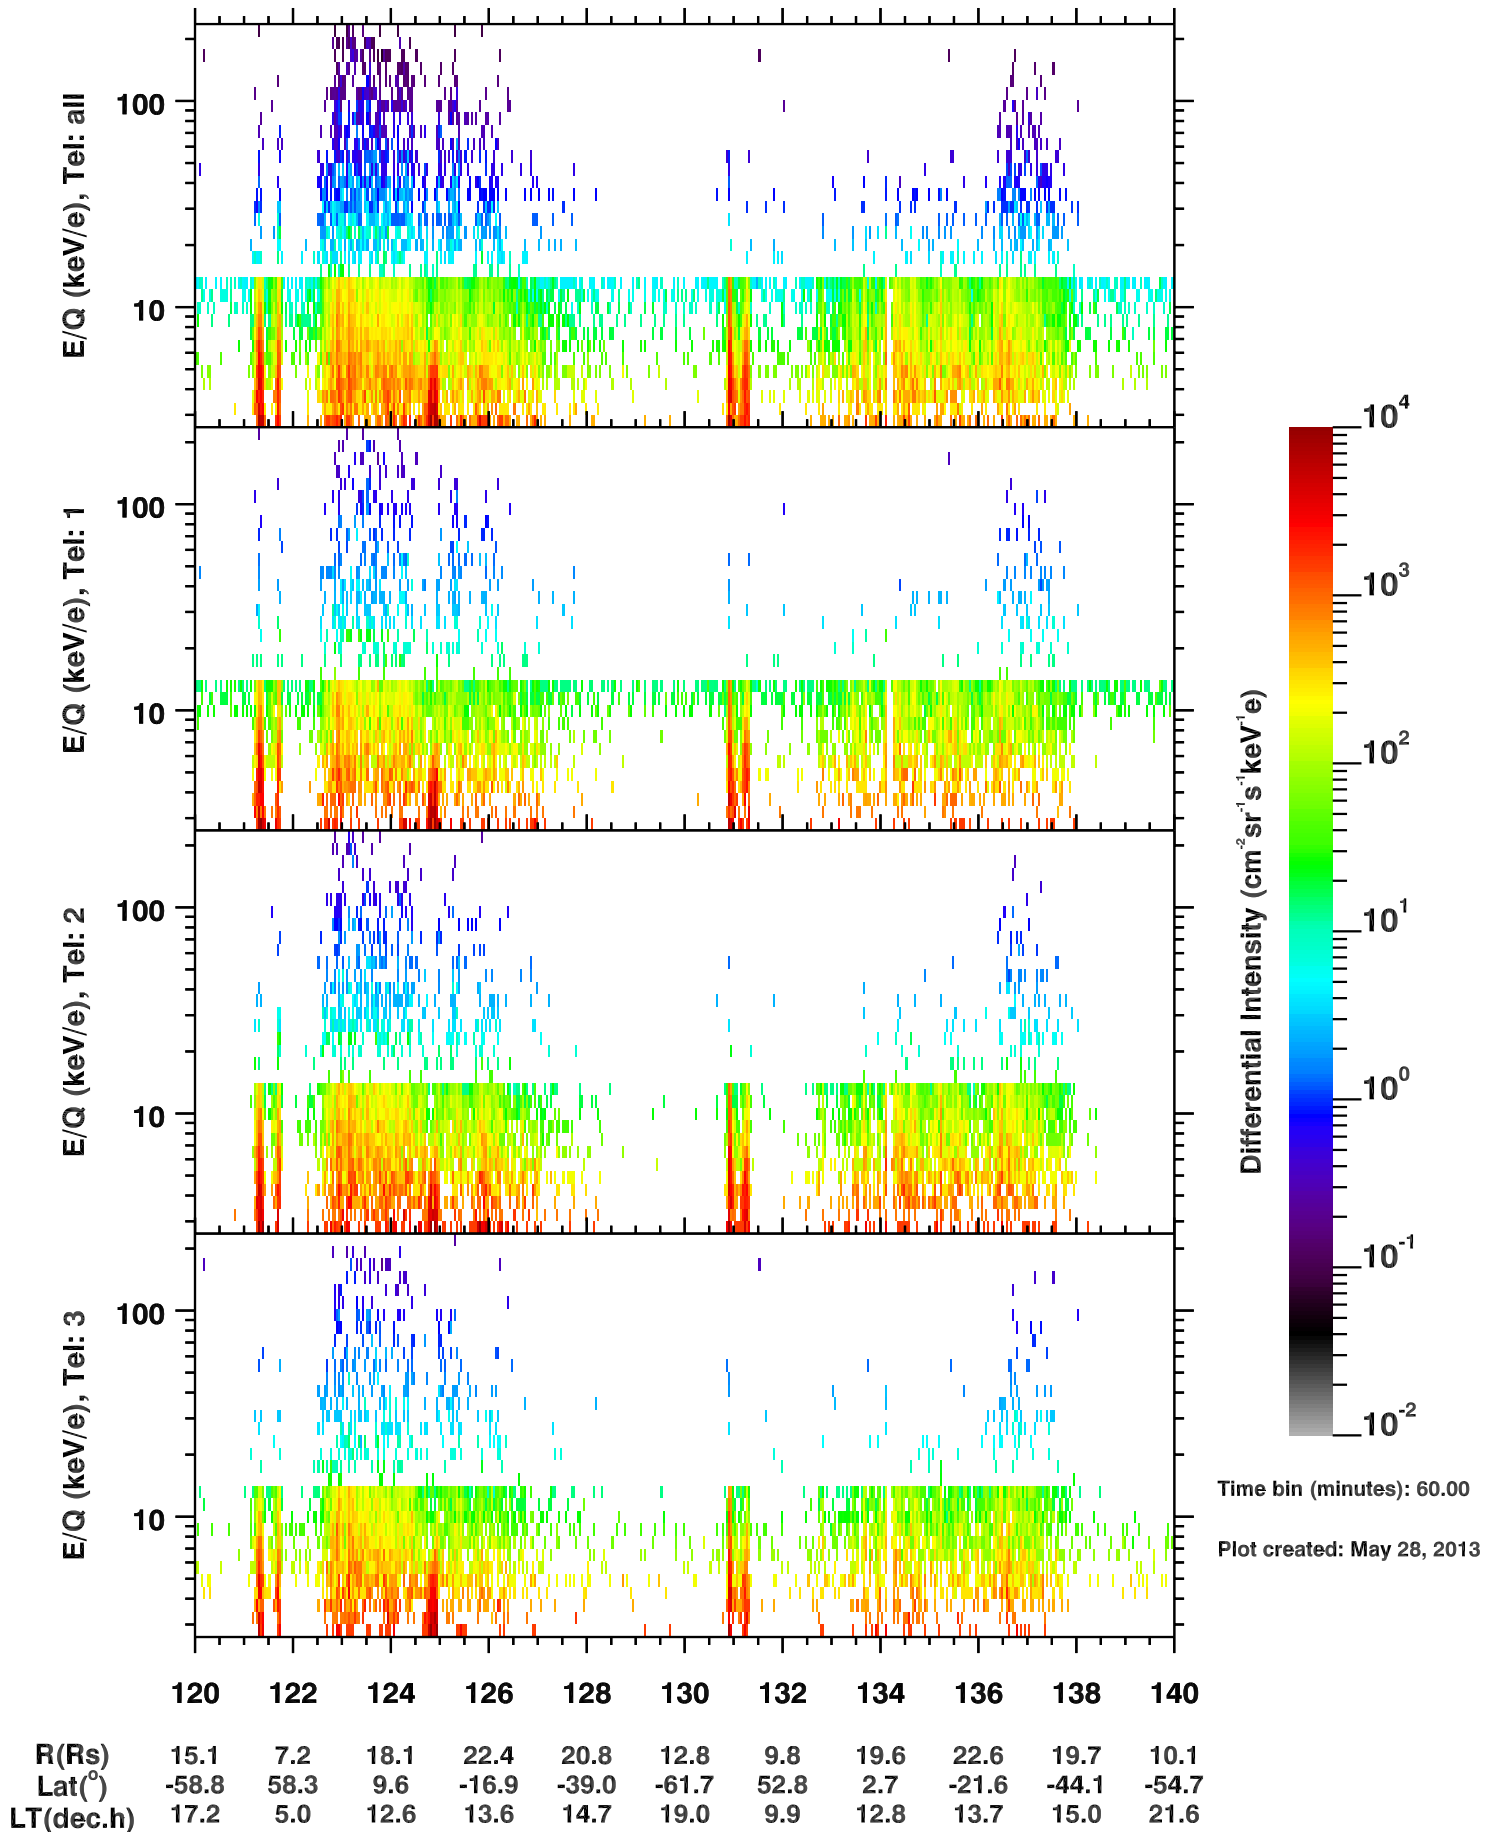 E/Q (keV/e), Tel: all
100
10
E/Q (keV/e), Tel: 1
100
10
E/Q (keV/e), Tel: 2
100
10
E/Q (keV/e), Tel: 3
100
10
10^4
10^3
10^2
10^1
10^0
10^-1
10^-2
Differential Intensity (cm^-2 sr^-1 s^-1 keV^-1 e)
Time bin (minutes): 60.00
Plot created: May 28, 2013
120 122 124 126 128 130 132 134 136 138 140
R(Rs) 15.1 7.2 18.1 22.4 20.8 12.8 9.8 19.6 22.6 19.7 10.1
Lat(°) -58.8 58.3 9.6 -16.9 -39.0 -61.7 52.8 2.7 -21.6 -44.1 -54.7
LT(dec.h) 17.2 5.0 12.6 13.6 14.7 19.0 9.9 12.8 13.7 15.0 21.6